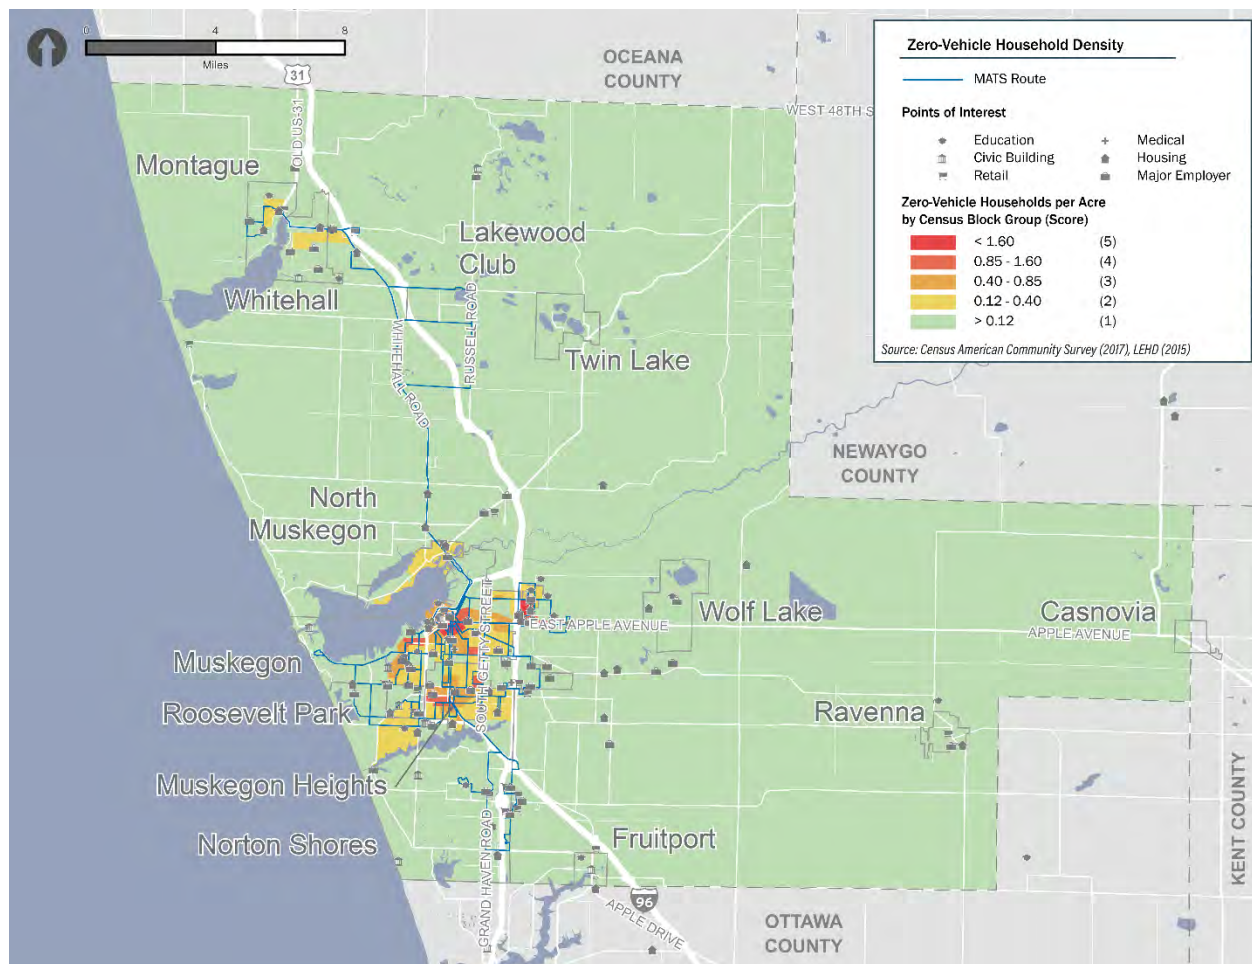 0 4 8
Miles
31
OCEANA
COUNTY
WEST 48TH S
OLD US-31
Montague
Lakewood
Club
Whitehall
RUSSELL ROAD
WHITEHALL ROAD
Twin Lake
NEWAYGO
COUNTY
North
Muskegon
SOUTH GETTY STREET
EAST APPLE AVENUE
Wolf Lake
Casnovia
APPLE AVENUE
Muskegon
Roosevelt Park
Ravenna
Muskegon Heights
Norton Shores
GRAND HAVEN ROAD
Fruitport
96
APPLE DRIVE
OTTAWA
COUNTY
KENT COUNTY
Zero-Vehicle Household Density
MATS Route
Points of Interest
Education
Civic Building
Retail
Medical
Housing
Major Employer
Zero-Vehicle Households per Acre
by Census Block Group (Score)
< 1.60 (5)
0.85 - 1.60 (4)
0.40 - 0.85 (3)
0.12 - 0.40 (2)
> 0.12 (1)
Source: Census American Community Survey (2017), LEHD (2015)